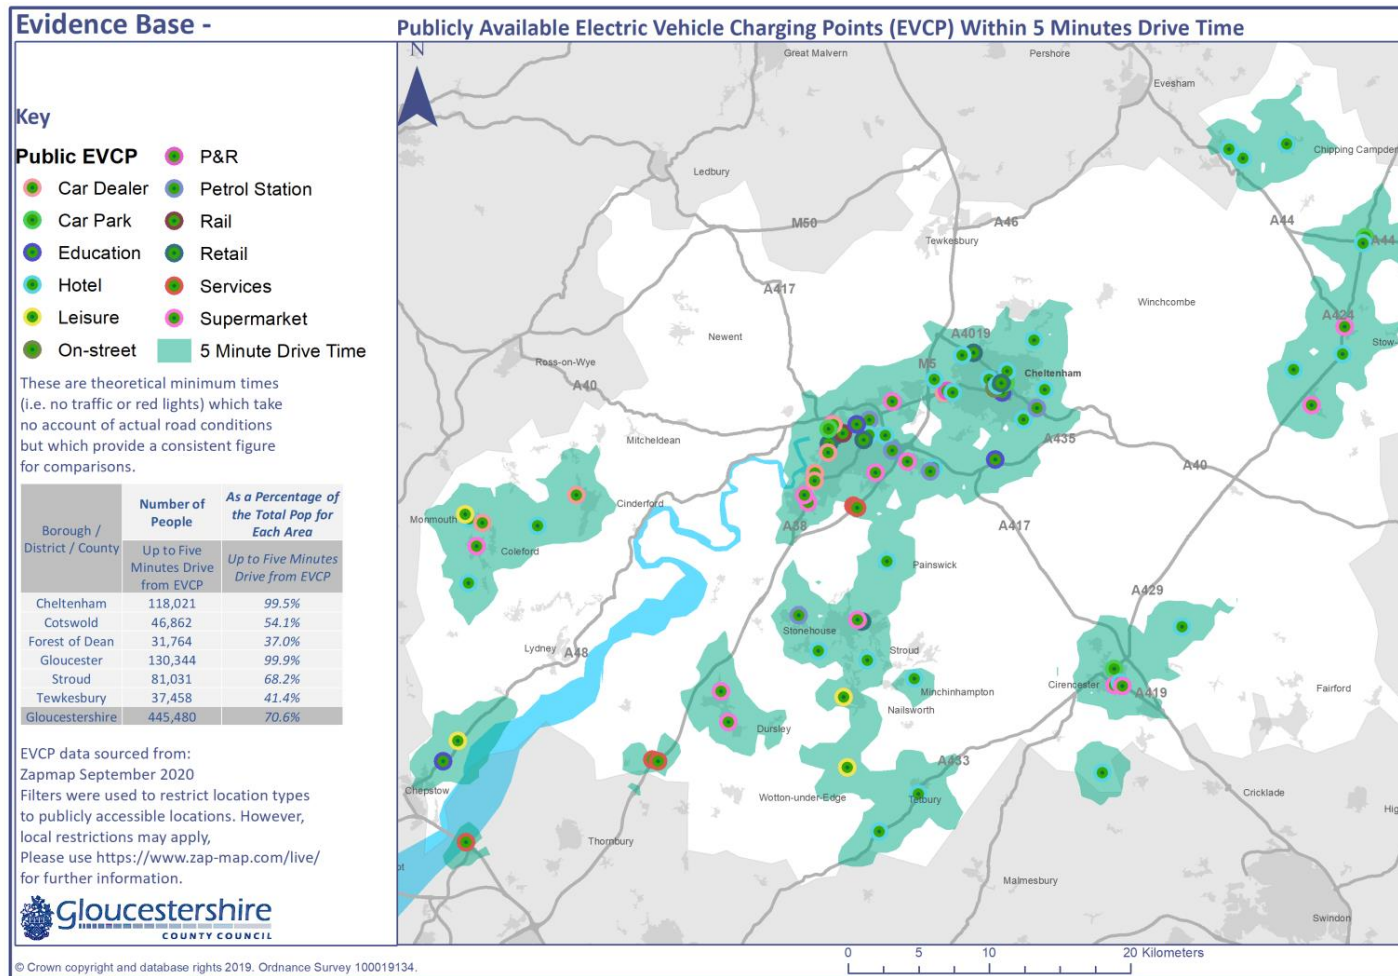 Evidence Base -
Publicly Available Electric Vehicle Charging Points (EVCP) Within 5 Minutes Drive Time
Key
Public EVCP
Car Dealer
Car Park
Education
Hotel
Leisure
On-street
P&R
Petrol Station
Rail
Retail
Services
Supermarket
5 Minute Drive Time
These are theoretical minimum times
(i.e. no traffic or red lights) which take
no account of actual road conditions
but which provide a consistent figure
for comparisons.
Borough / District / County
Number of People
As a Percentage of the Total Pop for Each Area
Up to Five Minutes Drive from EVCP
Up to Five Minutes Drive from EVCP
Cheltenham 118,021 99.5%
Cotswold 46,862 54.1%
Forest of Dean 31,764 37.0%
Gloucester 130,344 99.9%
Stroud 81,031 68.2%
Tewkesbury 37,458 41.4%
Gloucestershire 445,480 70.6%
EVCP data sourced from:
Zapmap September 2020
Filters were used to restrict location types
to publicly accessible locations. However,
local restrictions may apply,
Please use https://www.zap-map.com/live/
for further information.
Gloucestershire
COUNTY COUNCIL
© Crown copyright and database rights 2019. Ordnance Survey 100019134.
N
Great Malvern
Pershore
Evesham
Chipping Campden
Ledbury
M50
A46
A44
Tewkesbury
A44
A417
Winchcombe
Newent
A424
Stow-
A4019
Ross-on-Wye
M5
Cheltenham
A40
Mitcheldean
A435
A40
Cinderford
Monmouth
A38
A417
Coleford
Painswick
A429
Stonehouse
Lydney
A48
Stroud
Cirencester
Minchinhampton
A419
Fairford
Nailsworth
Dursley
A433
Chepstow
Wotton-under-Edge
Tetbury
Cricklade
Hi
Thornbury
ot
Malmesbury
Swindon
0 5 10 20 Kilometers